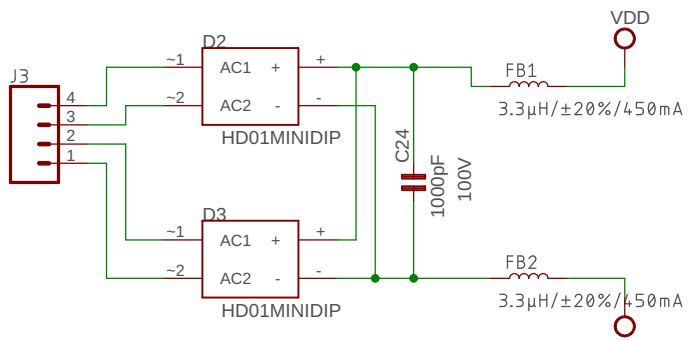 VDD
D2
~1 AC1 + +
~2 AC2 - -
HD01MINIDIP
J3
4
3
2
1
FB1
3.3µH/±20%/450mA
C24
1000pF
100V
D3
~1 AC1 + +
~2 AC2 - -
HD01MINIDIP
FB2
3.3µH/±20%/450mA